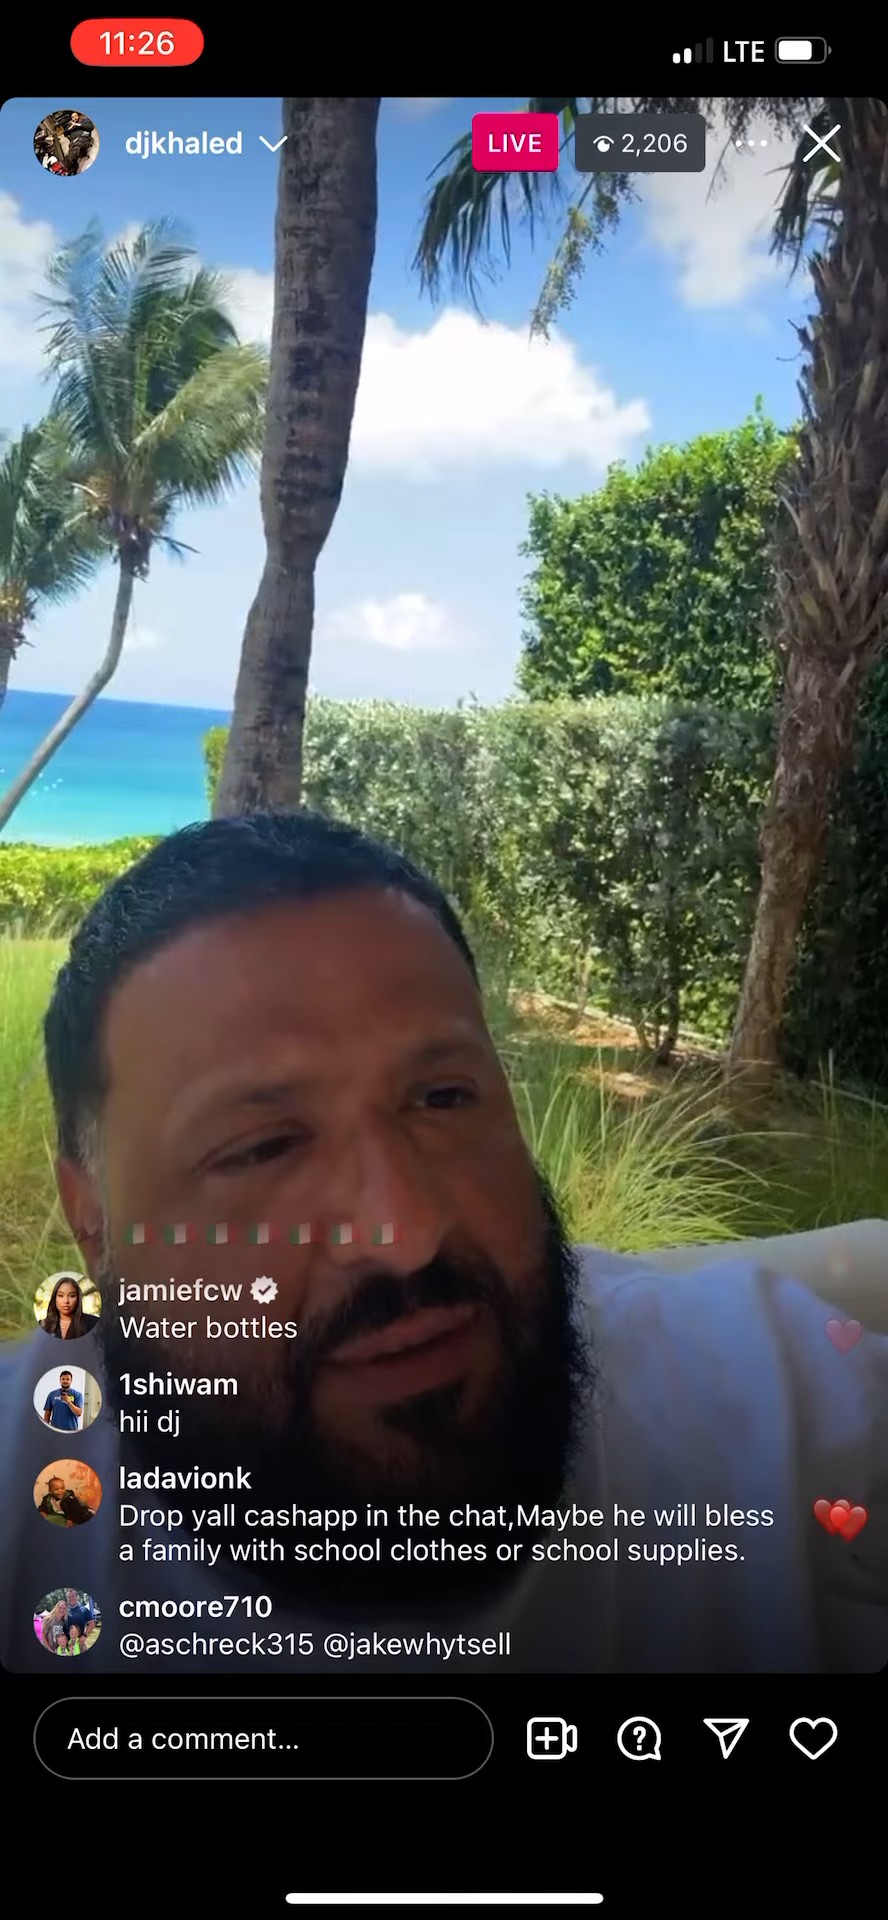 11:26
LTE
djkhaled
LIVE
2,206
jamiefcw
Water bottles
1shiwam
hii dj
ladavionk
Drop yall cashapp in the chat,Maybe he will bless
a family with school clothes or school supplies.
cmoore710
@aschreck315 @jakewhytsell
Add a comment...